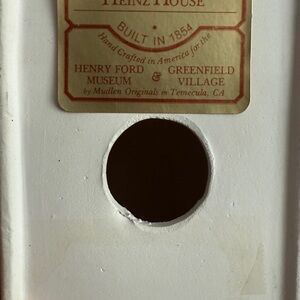 HEINZ HOUSE
BUILT IN 1854
Hand Crafted in America for the
HENRY FORD MUSEUM & GREENFIELD VILLAGE
by Mudlen Originals in Temecula, CA